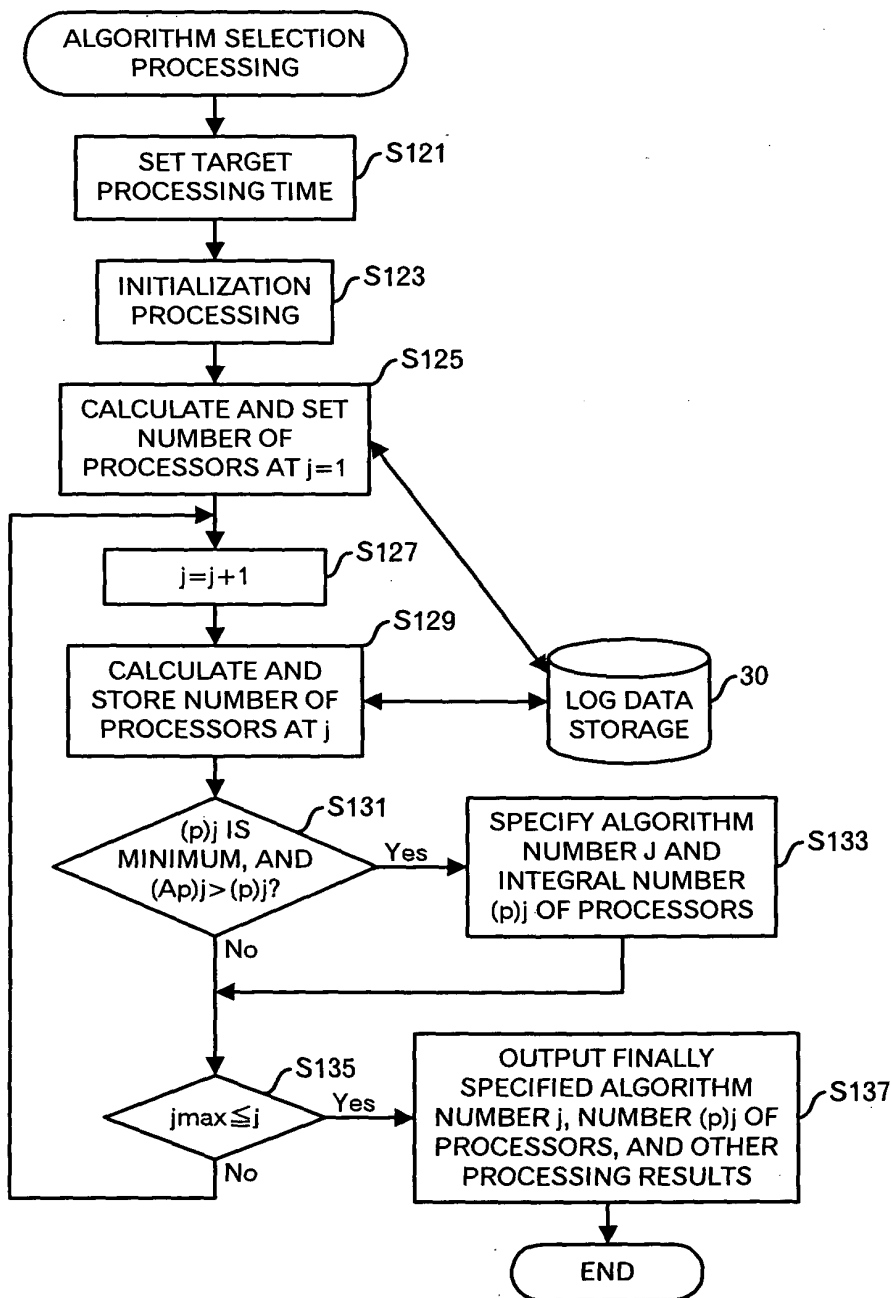 ALGORITHM SELECTION
PROCESSING
SET TARGET
PROCESSING TIME
S121
INITIALIZATION
PROCESSING
S123
CALCULATE AND SET
NUMBER OF
PROCESSORS AT j=1
S125
j=j+1
S127
CALCULATE AND
STORE NUMBER OF
PROCESSORS AT j
S129
LOG DATA
STORAGE
30
(p)j IS
MINIMUM, AND
(Ap)j>(p)j?
S131
Yes
No
SPECIFY ALGORITHM
NUMBER J AND
INTEGRAL NUMBER
(p)j OF PROCESSORS
S133
jmax≦j
S135
Yes
No
OUTPUT FINALLY
SPECIFIED ALGORITHM
NUMBER j, NUMBER (p)j OF
PROCESSORS, AND OTHER
PROCESSING RESULTS
S137
END